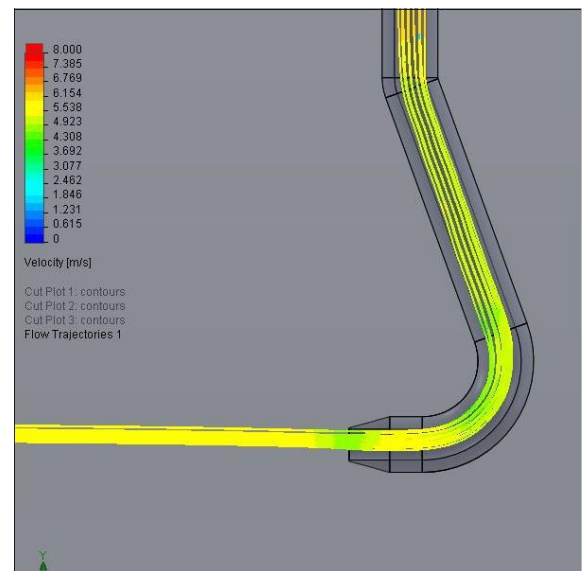 8.000
7.385
6.769
6.154
5.538
4.923
4.308
3.692
3.077
2.462
1.846
1.231
0.615
0
Velocity [m/s]
Cut Plot 1: contours
Cut Plot 2: contours
Cut Plot 3: contours
Flow Trajectories 1
Y